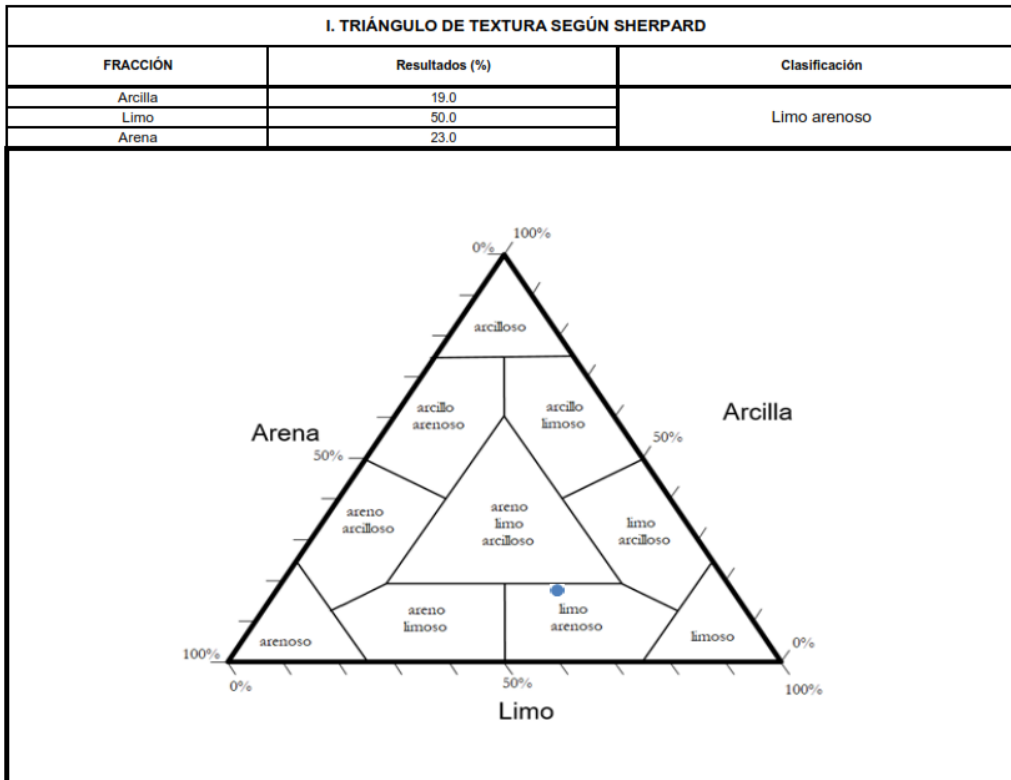 I. TRIÁNGULO DE TEXTURA SEGÚN SHERPARD
FRACCIÓN Resultados (%) Clasificación
Arcilla 19.0
Limo 50.0
Arena 23.0
Limo arenoso
0% 100%
arcilloso
Arena
Arcilla
arcillo
arenoso
arcillo
limoso
50%
50%
areno
arcilloso
areno
limo
arcilloso
limo
arcilloso
areno
limoso
limo
arenoso
arenoso
limoso
100%
0%
0%
50%
100%
Limo